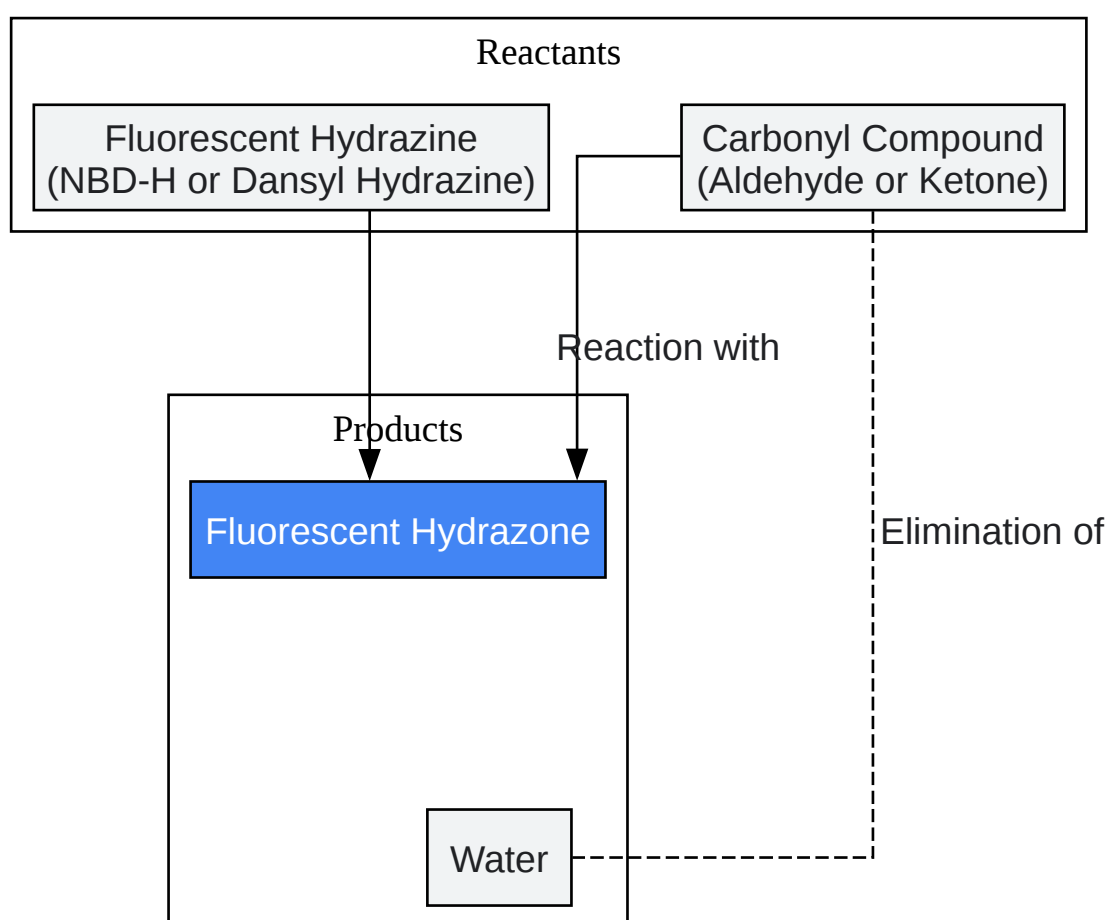 Reactants
Fluorescent Hydrazine
(NBD-H or Dansyl Hydrazine)
Carbonyl Compound
(Aldehyde or Ketone)
Reaction with
Products
Fluorescent Hydrazone
Elimination of
Water